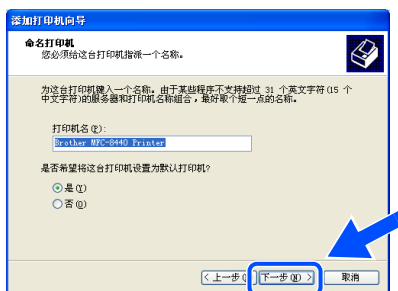 添加打印机向导
命名打印机
您必须给这台打印机指派一个名称。
为这台打印机键入一个名称。由于某些程序不支持超过 31 个英文字符(15 个
中文字符)的服务器和打印机名称组合，最好取个短一点的名称。
打印机名(P):
Brother MFC-8440 Printer
是否希望将这台打印机设置为默认打印机?
是(Y)
否(O)
< 上一步( 下一步(N) > 取消